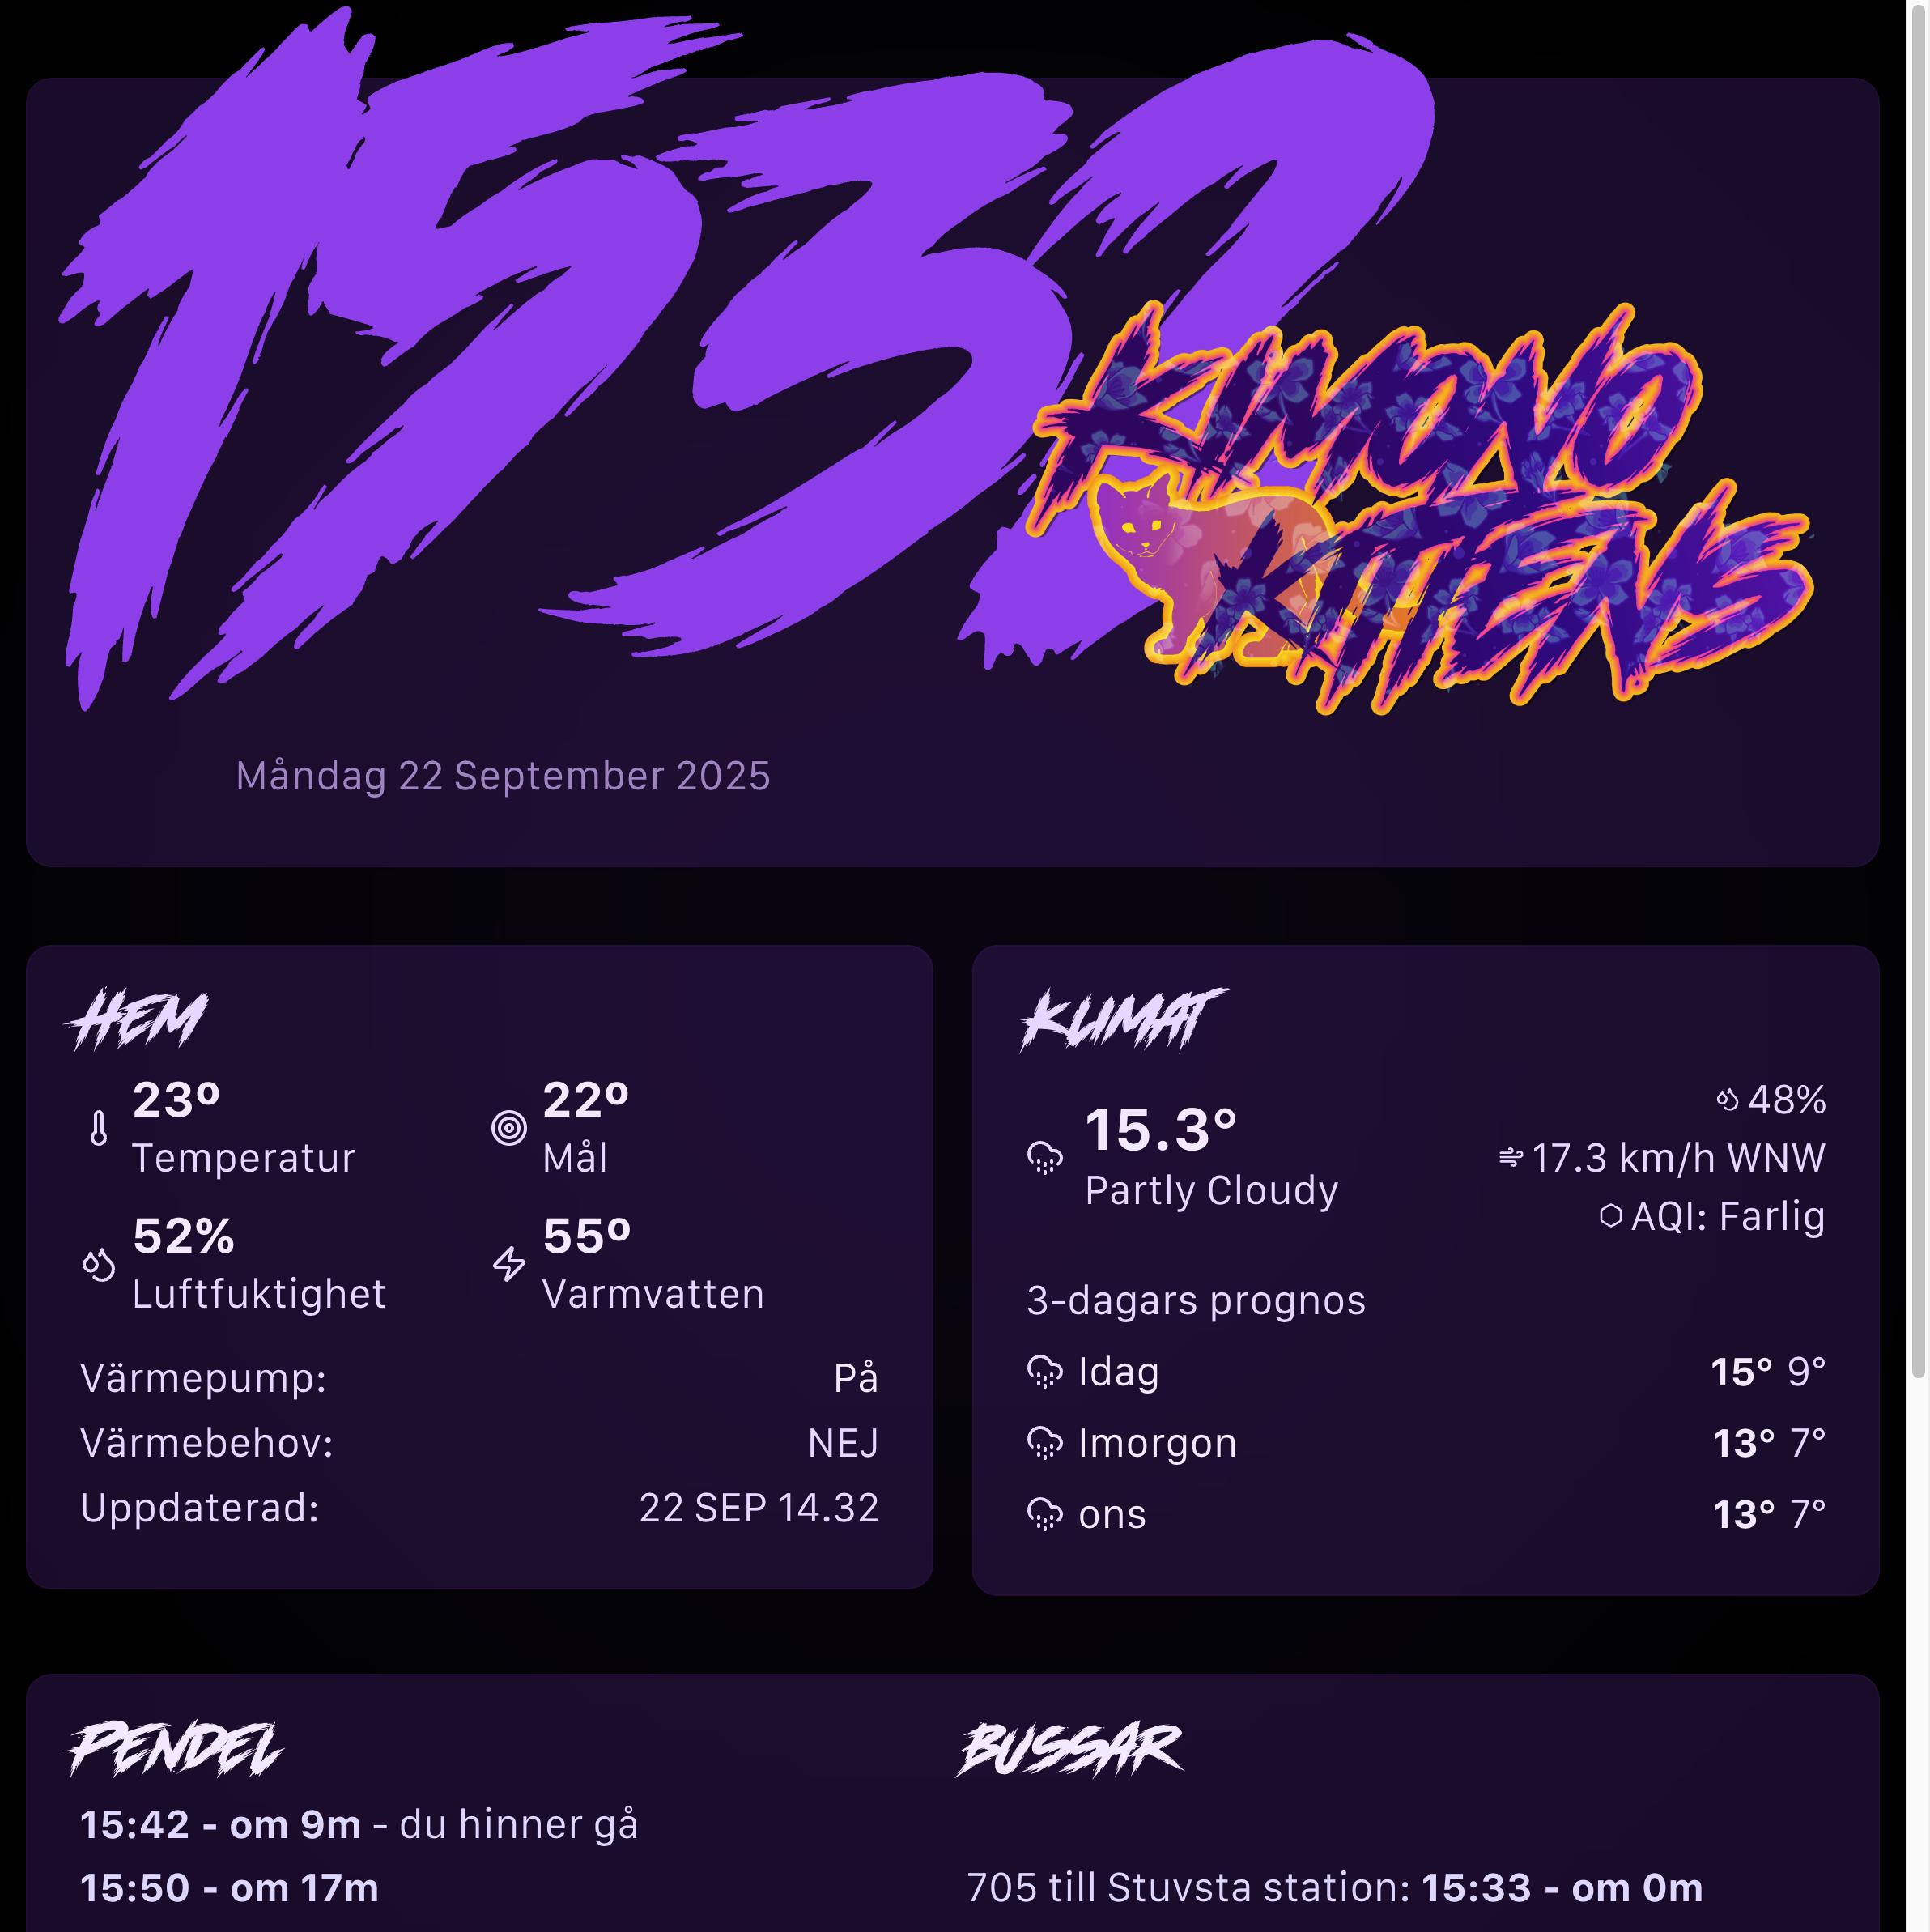 1532
KIMONO
KITTENS
Måndag 22 September 2025
HEM
23º
Temperatur
22º
Mål
52%
Luftfuktighet
55º
Varmvatten
Värmepump: På
Värmebehov: NEJ
Uppdaterad: 22 SEP 14.32
KLIMAT
15.3°
Partly Cloudy
48%
17.3 km/h WNW
AQI: Farlig
3-dagars prognos
Idag 15° 9°
Imorgon 13° 7°
ons 13° 7°
PENDEL
15:42 - om 9m - du hinner gå
15:50 - om 17m
BUSSAR
705 till Stuvsta station: 15:33 - om 0m